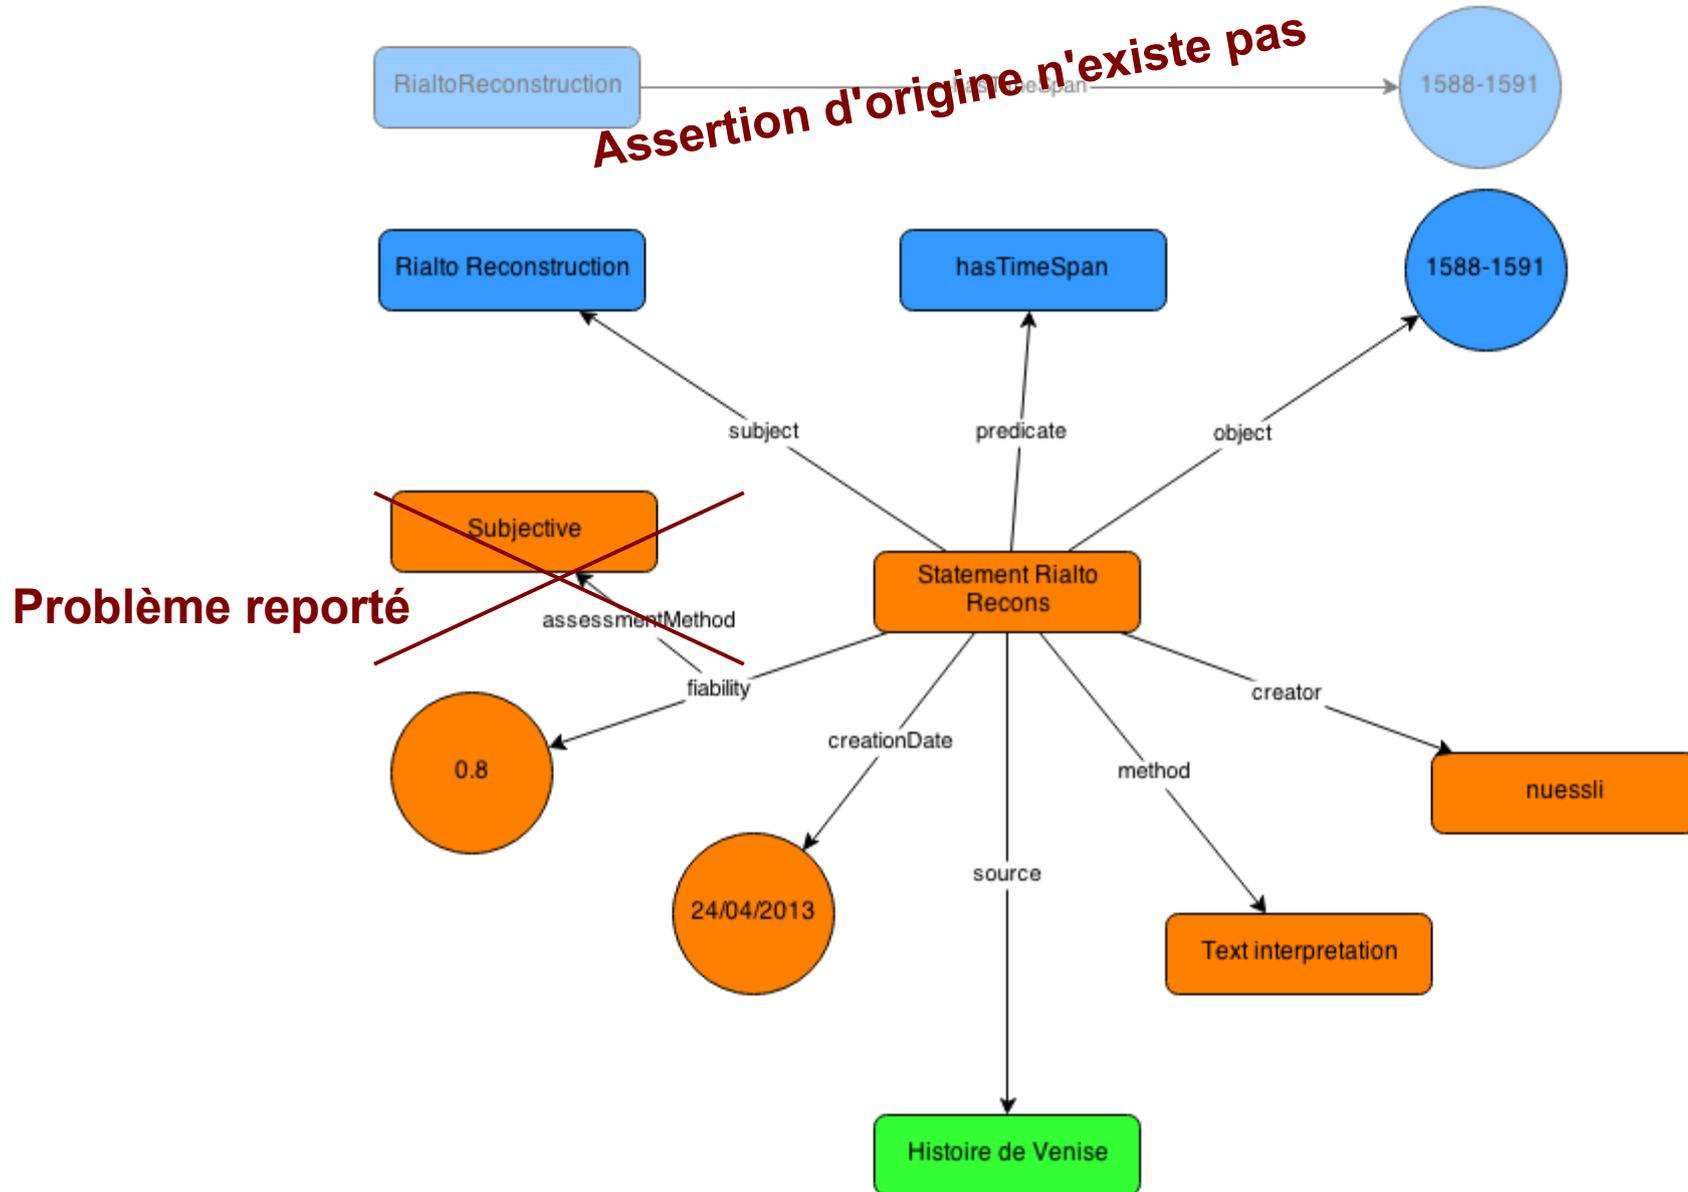 Assertion d'origine n'existe pas
RialtoReconstruction
hasTimeSpan
1588-1591
Rialto Reconstruction
hasTimeSpan
1588-1591
subject
predicate
object
Subjective
Statement Rialto
Recons
Problème reporté
assessmentMethod
fiability
creator
creationDate
method
0.8
nuessli
source
24/04/2013
Text interpretation
Histoire de Venise